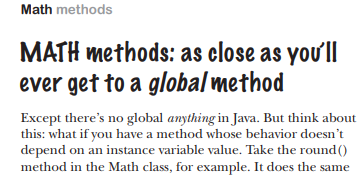 Math methods
MATH methods: as close as you'll
ever get to a global method
Except there's no global anything in Java. But think about
this: what if you have a method whose behavior doesn't
depend on an instance variable value. Take the round()
method in the Math class, for example. It does the same